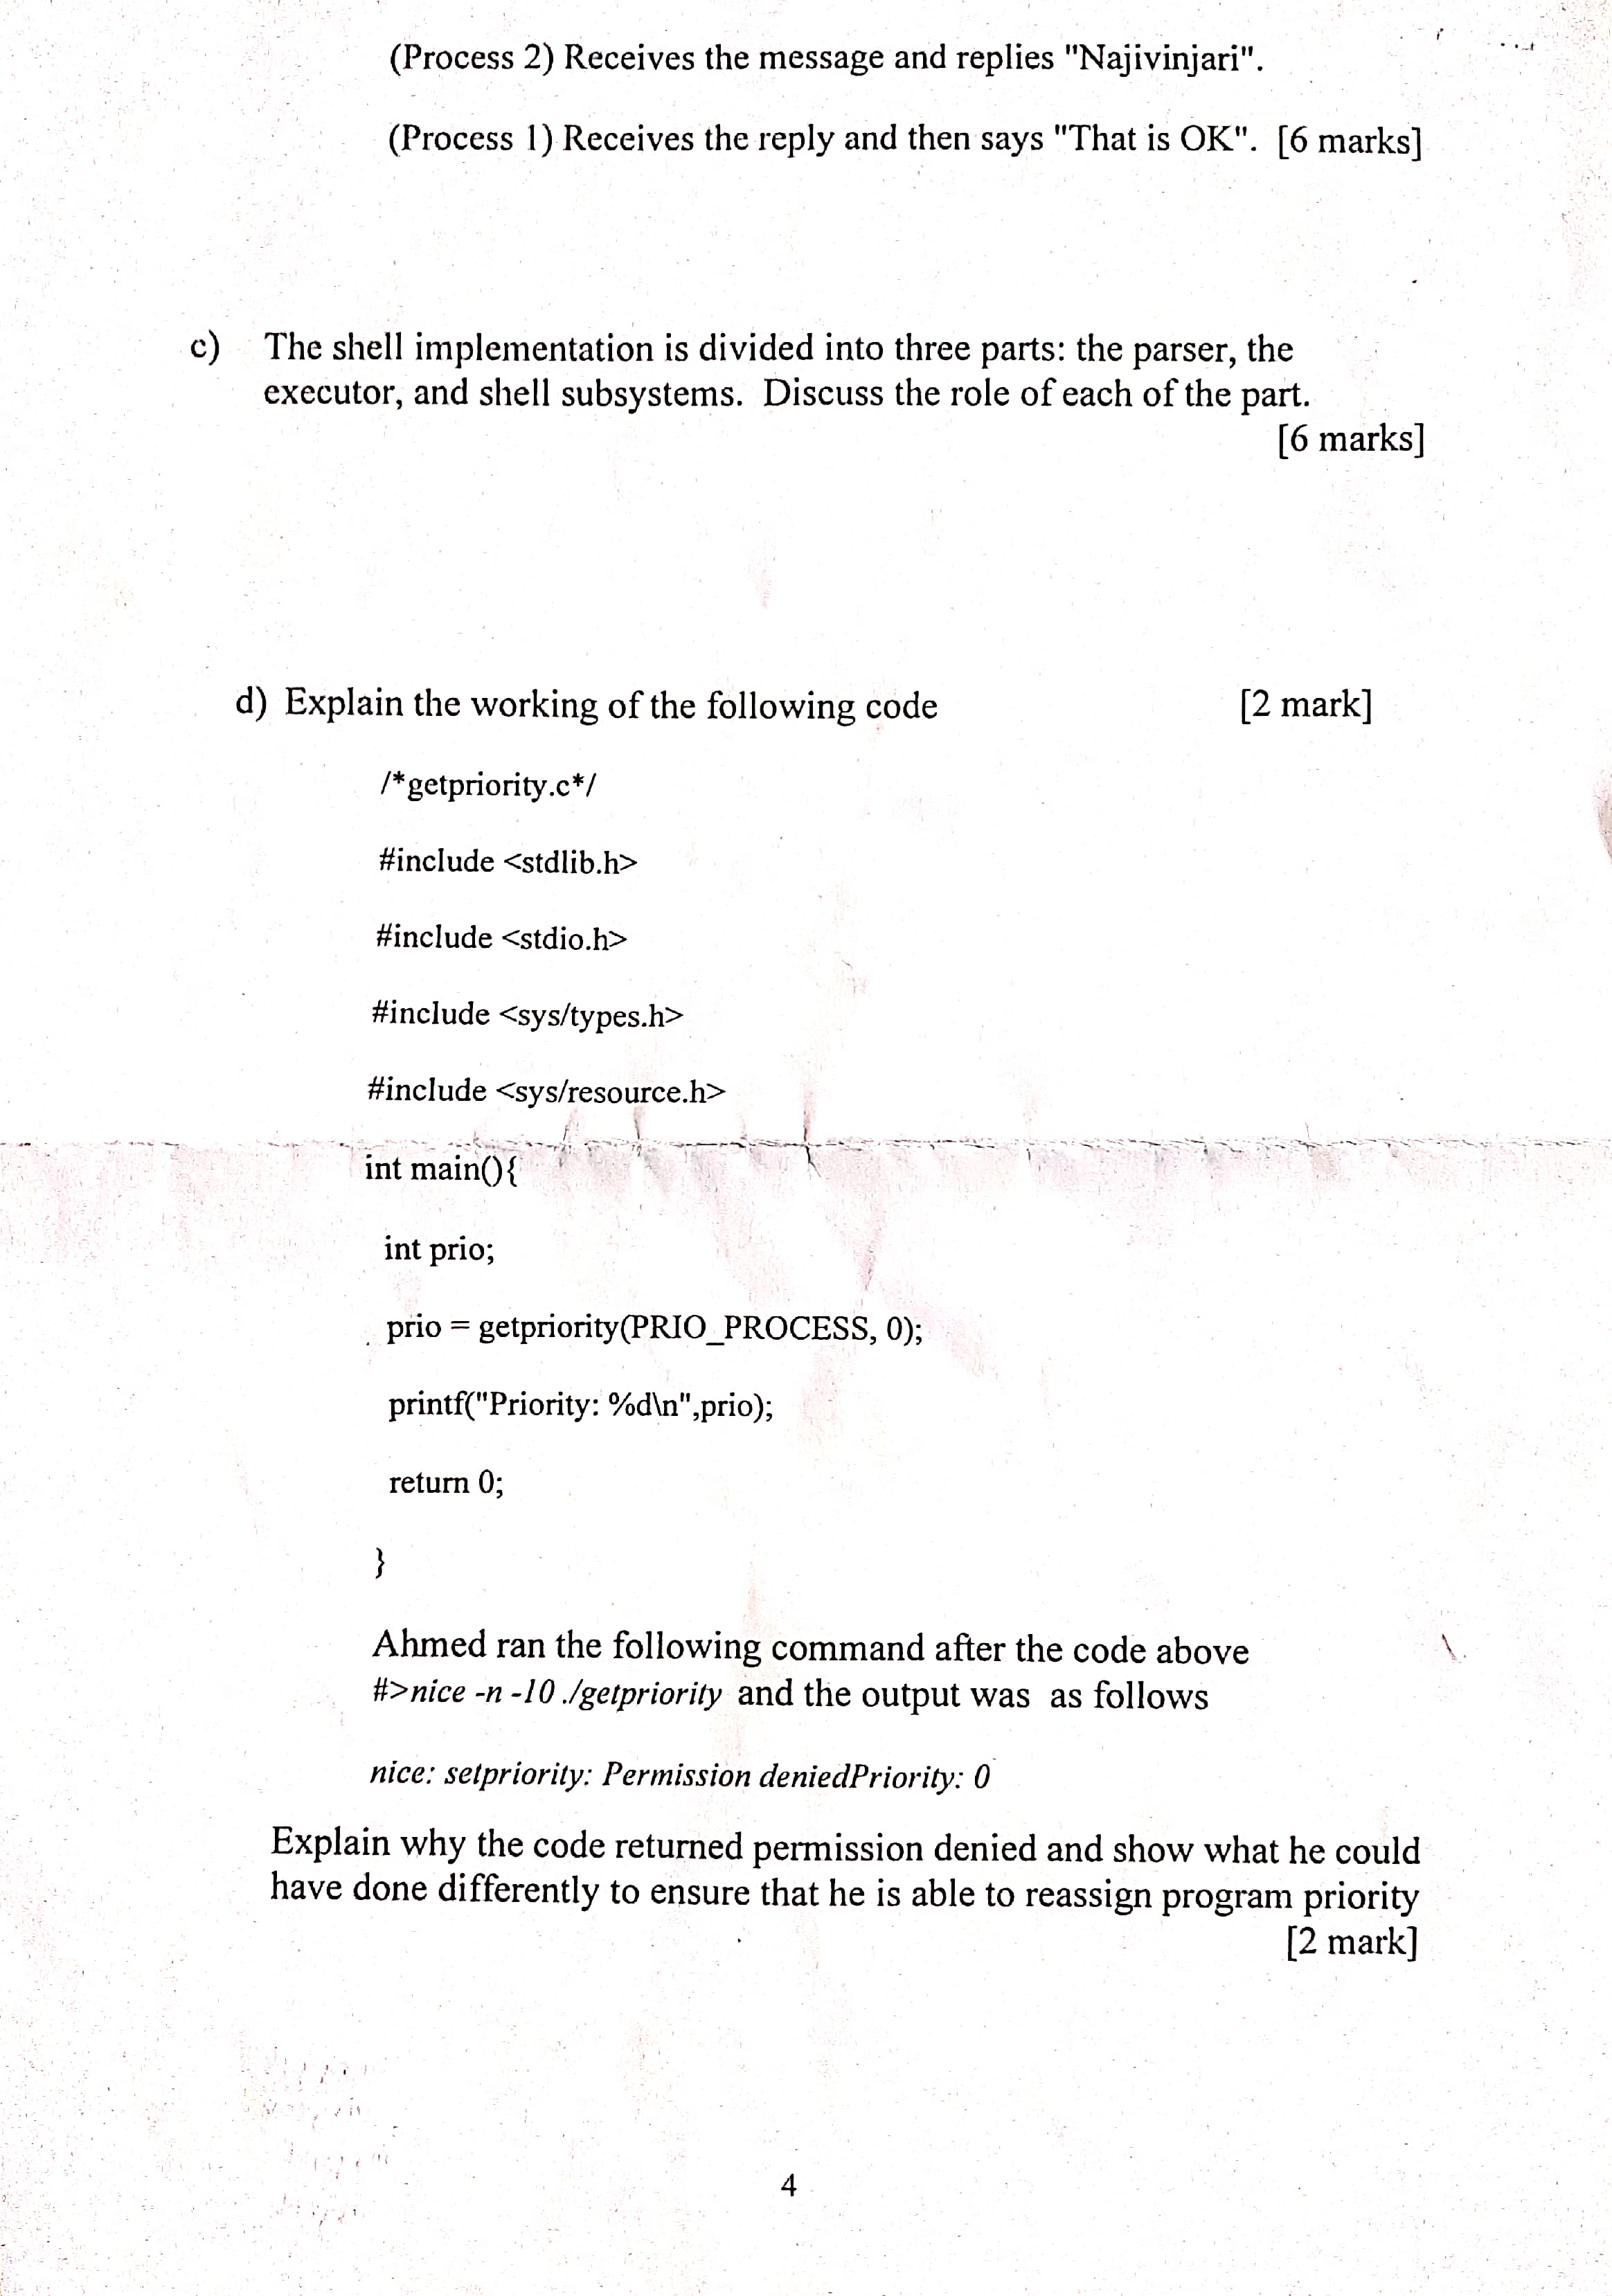 (Process 2) Receives the message and replies "Najivinjari".
(Process 1) Receives the reply and then says "That is OK". [6 marks]
c) The shell implementation is divided into three parts: the parser, the
executor, and shell subsystems. Discuss the role of each of the part.
[6 marks]
d) Explain the working of the following code [2 mark]
/*getpriority.c*/
#include <stdlib.h>
#include <stdio.h>
#include <sys/types.h>
#include <sys/resource.h>
int main(){
int prio;
prio = getpriority(PRIO_PROCESS, 0);
printf("Priority: %d\n",prio);
return 0;
}
Ahmed ran the following command after the code above
#>nice -n -10 ./getpriority and the output was as follows
nice: setpriority: Permission deniedPriority: 0
Explain why the code returned permission denied and show what he could
have done differently to ensure that he is able to reassign program priority
[2 mark]
4